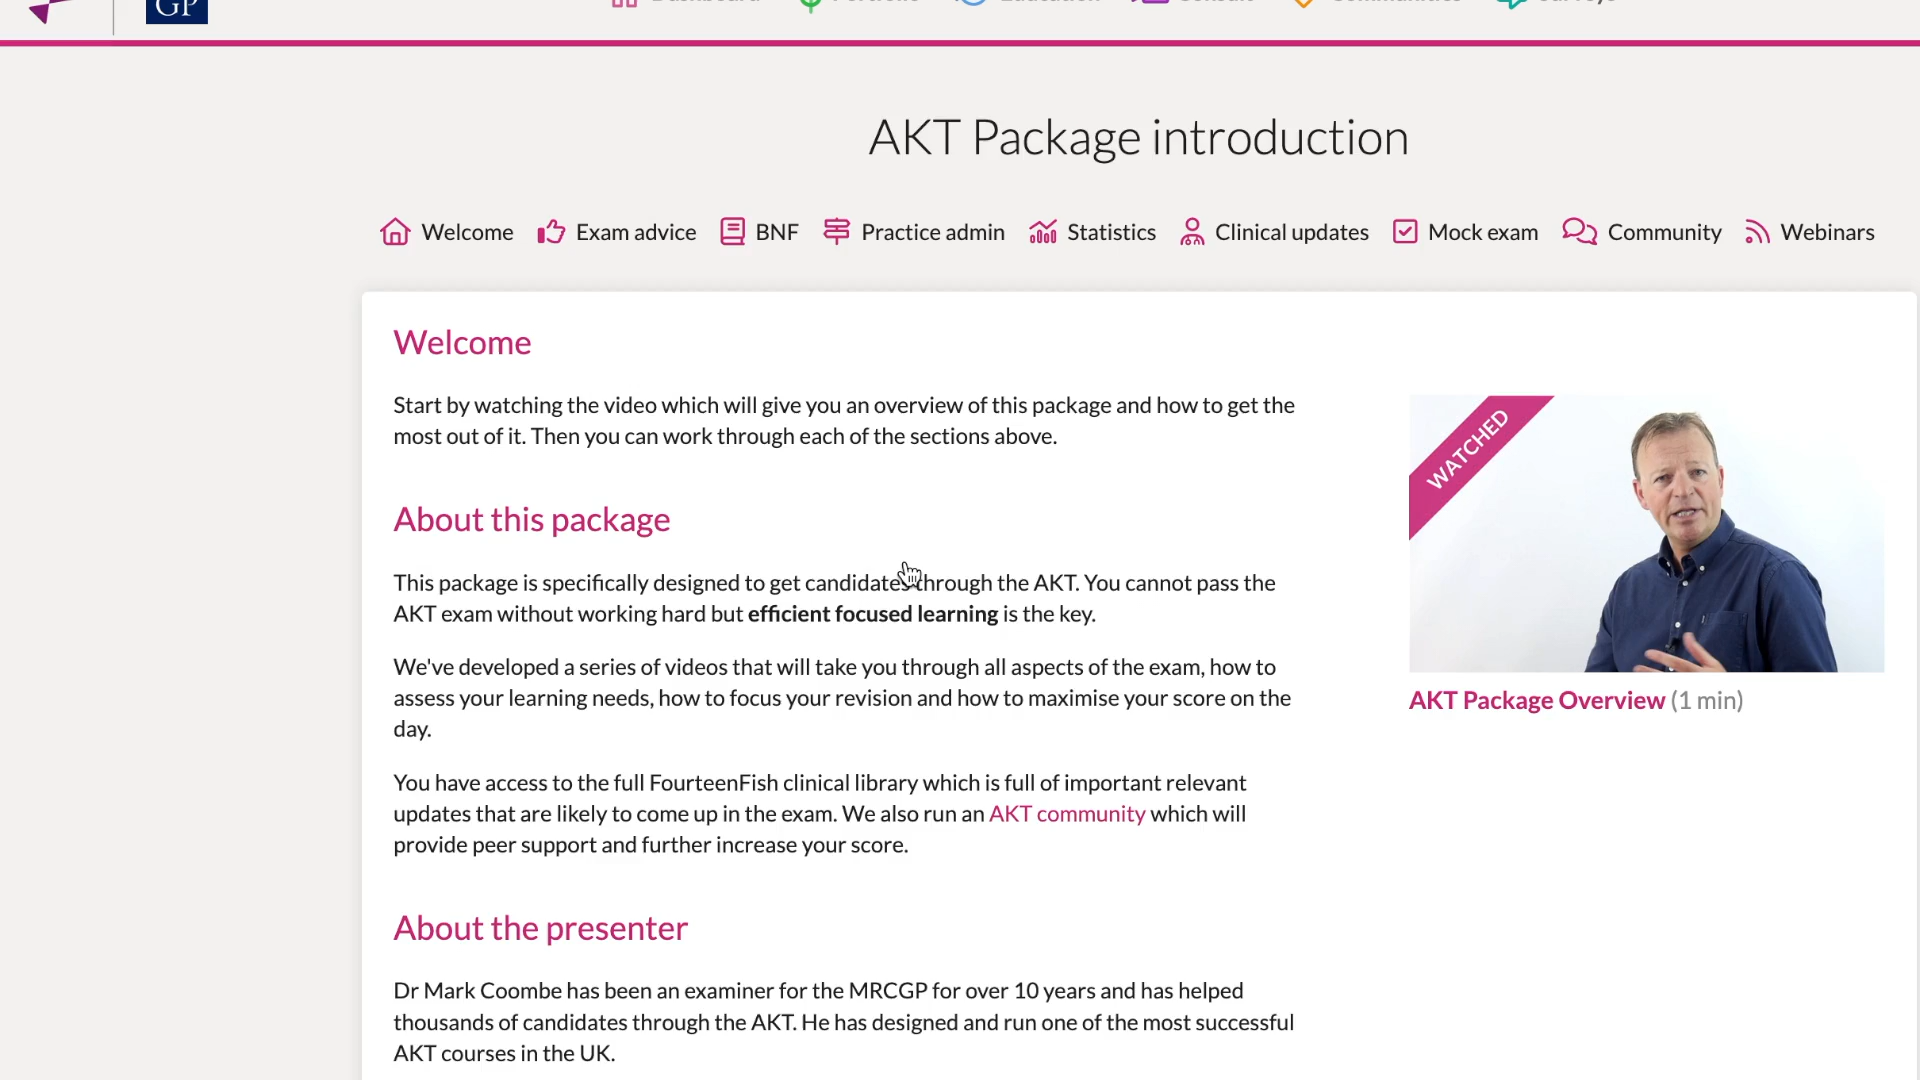 GP
AKT Package introduction
Welcome Exam advice BNF Practice admin Statistics Clinical updates Mock exam Community Webinars
Welcome
Start by watching the video which will give you an overview of this package and how to get the
most out of it. Then you can work through each of the sections above.
WATCHED
AKT Package Overview (1 min)
About this package
This package is specifically designed to get candidates through the AKT. You cannot pass the
AKT exam without working hard but efficient focused learning is the key.
We've developed a series of videos that will take you through all aspects of the exam, how to
assess your learning needs, how to focus your revision and how to maximise your score on the
day.
You have access to the full FourteenFish clinical library which is full of important relevant
updates that are likely to come up in the exam. We also run an AKT community which will
provide peer support and further increase your score.
About the presenter
Dr Mark Coombe has been an examiner for the MRCGP for over 10 years and has helped
thousands of candidates through the AKT. He has designed and run one of the most successful
AKT courses in the UK.